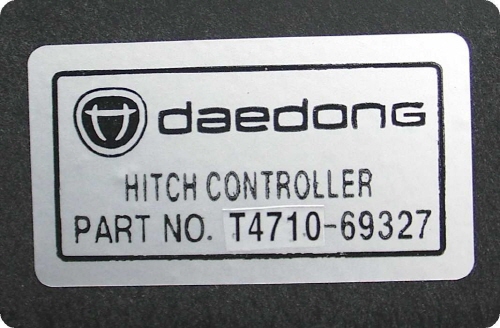 daedong
HITCH CONTROLLER
PART NO. T4710-69327